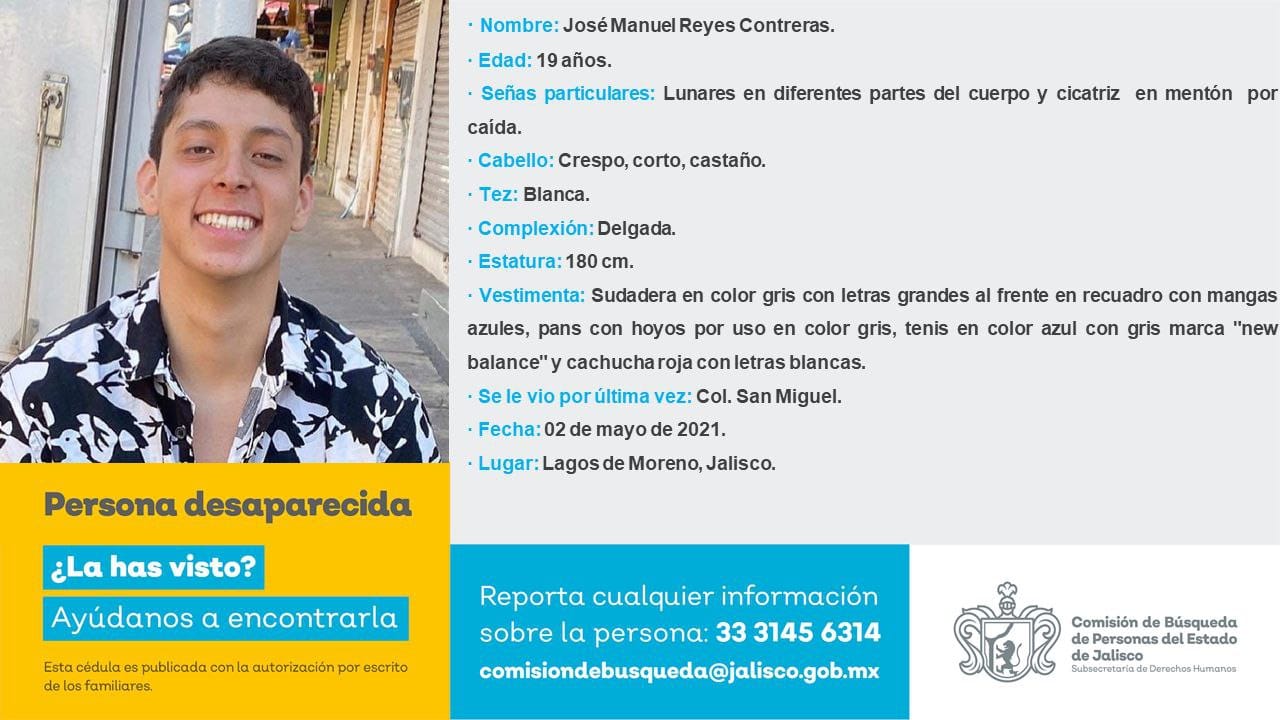 · Nombre: José Manuel Reyes Contreras.
· Edad: 19 años.
· Señas particulares: Lunares en diferentes partes del cuerpo y cicatriz en mentón por
caída.
· Cabello: Crespo, corto, castaño.
· Tez: Blanca.
· Complexión: Delgada.
· Estatura: 180 cm.
· Vestimenta: Sudadera en color gris con letras grandes al frente en recuadro con mangas
azules, pans con hoyos por uso en color gris, tenis en color azul con gris marca "new
balance" y cachucha roja con letras blancas.
· Se le vio por última vez: Col. San Miguel.
· Fecha: 02 de mayo de 2021.
· Lugar: Lagos de Moreno, Jalisco.
Persona desaparecida
¿La has visto?
Ayúdanos a encontrarla
Esta cédula es publicada con la autorización por escrito
de los familiares.
Reporta cualquier información
sobre la persona: 33 3145 6314
comisiondebusqueda@jalisco.gob.mx
Comisión de Búsqueda
de Personas del Estado
de Jalisco
Subsecretaría de Derechos Humanos